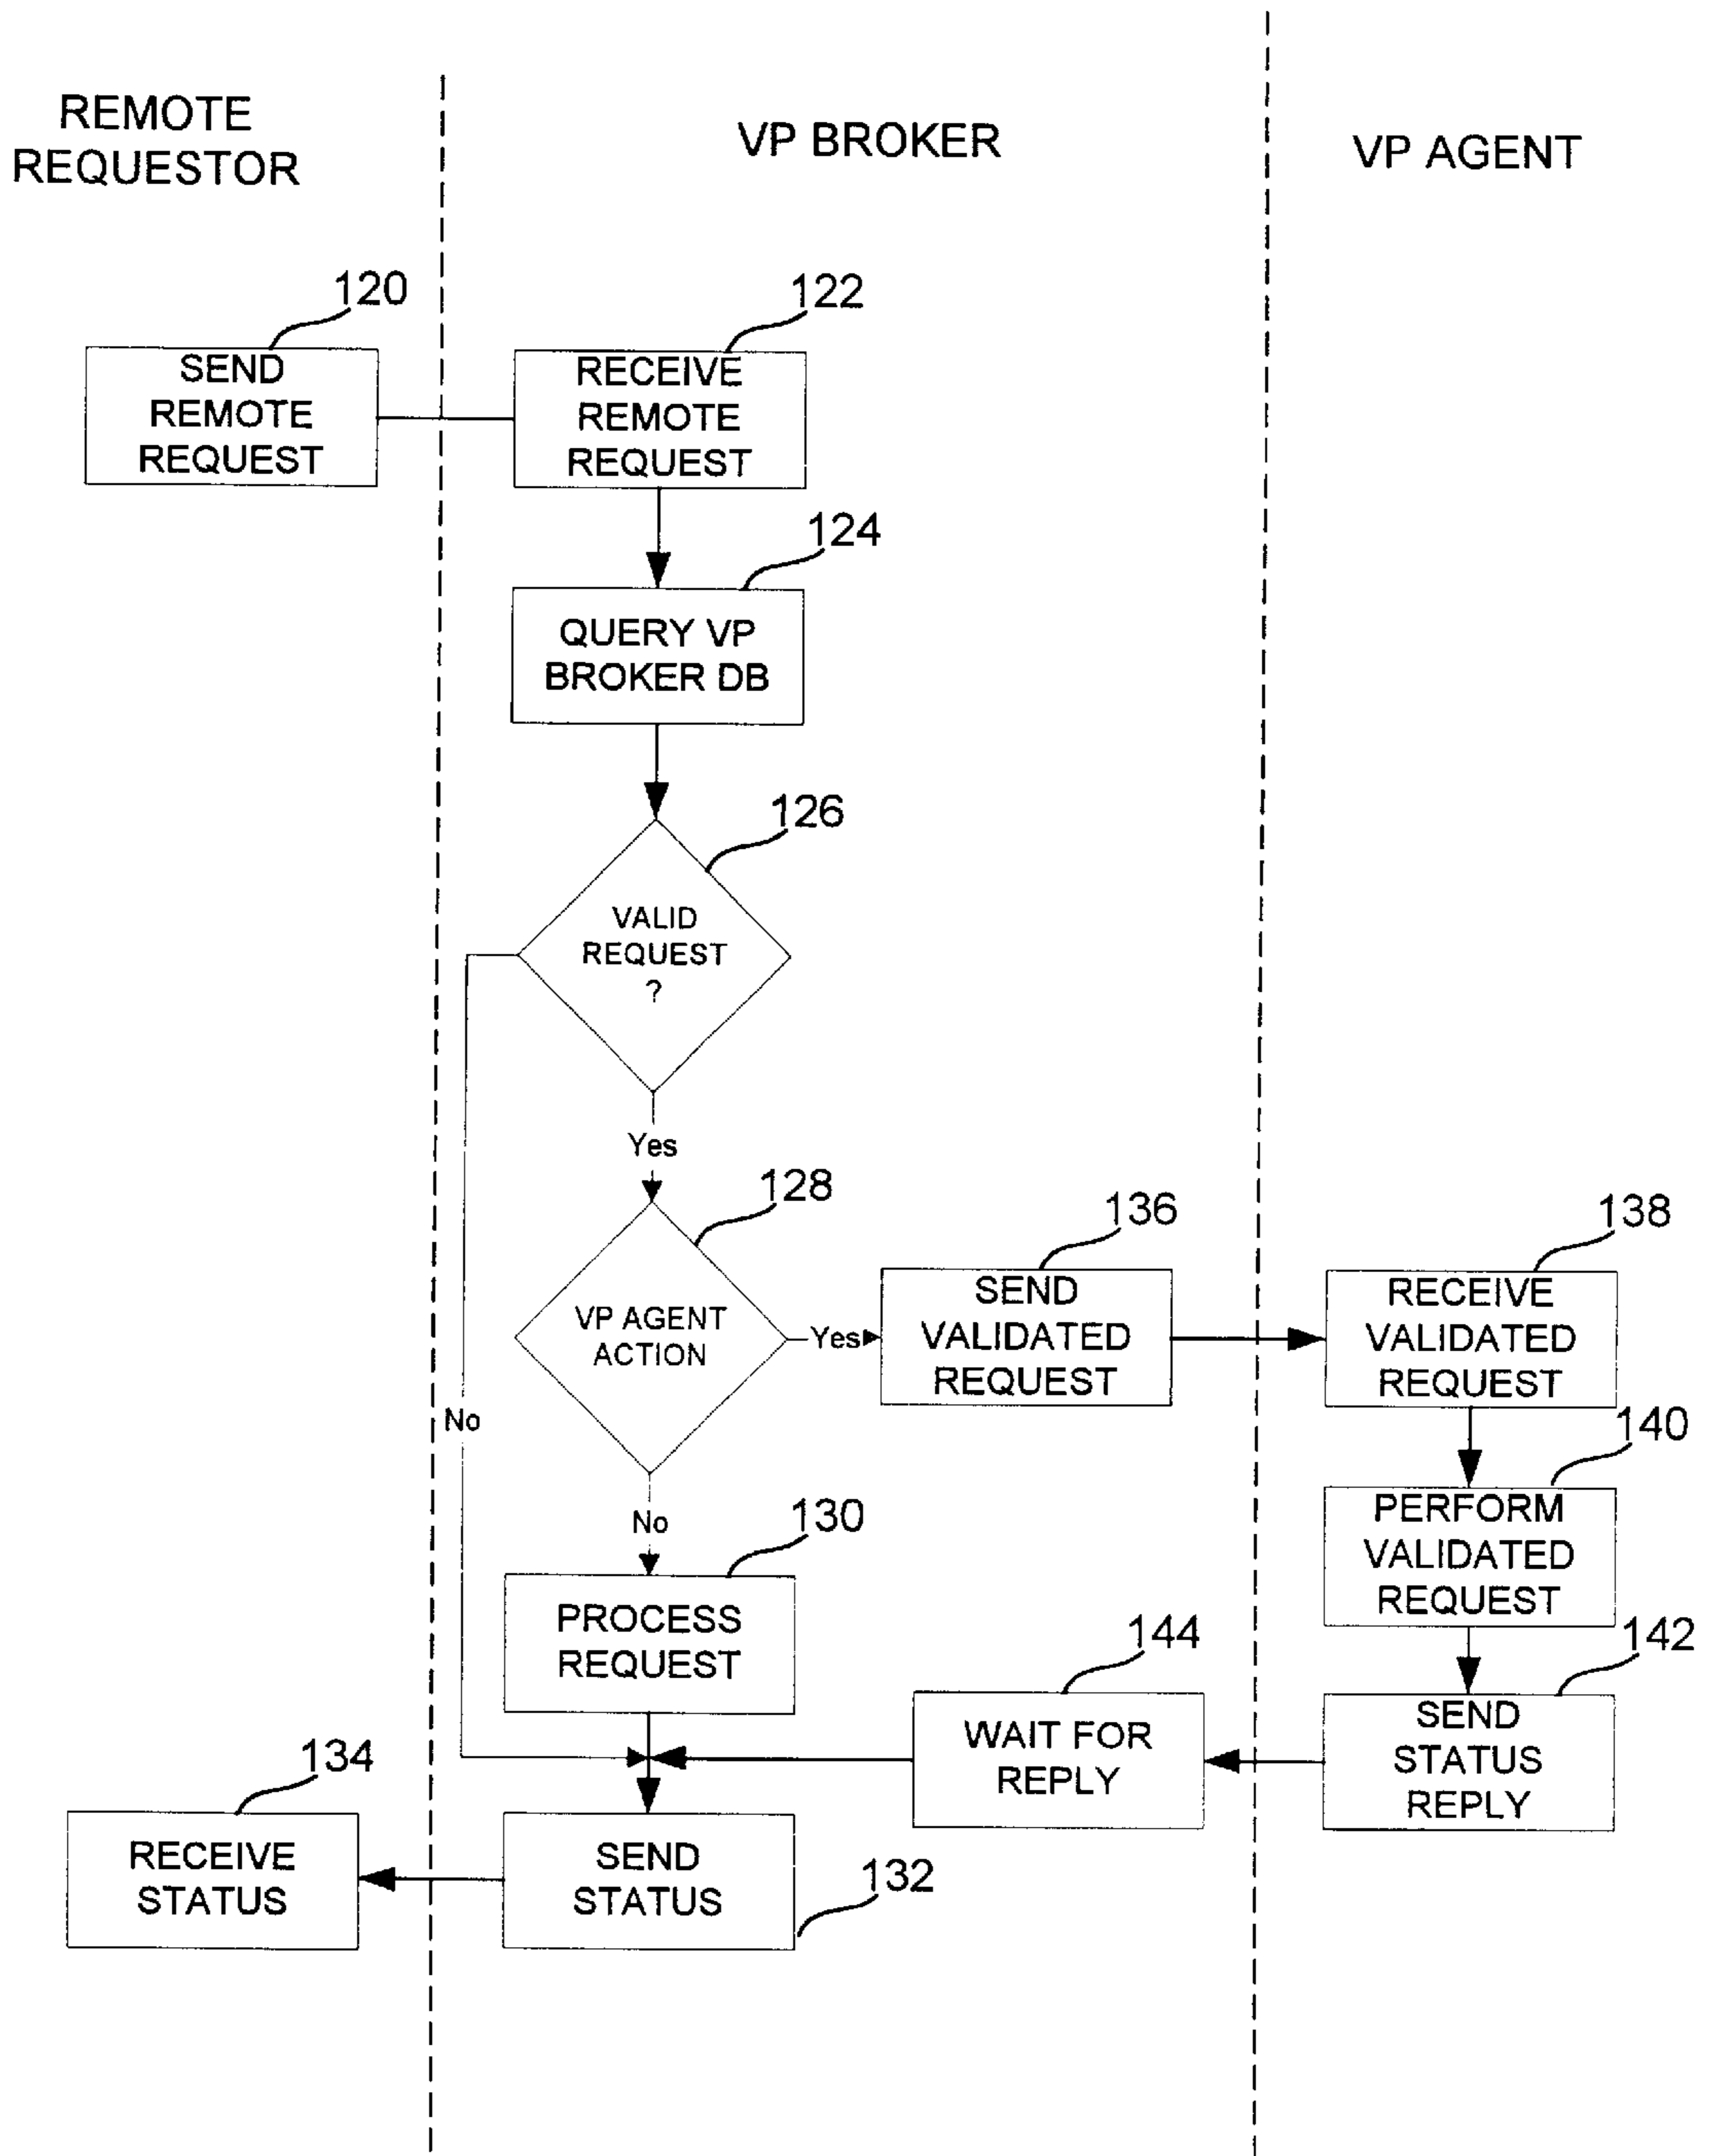 REMOTE
REQUESTOR
VP BROKER
VP AGENT
120
SEND
REMOTE
REQUEST
122
RECEIVE
REMOTE
REQUEST
124
QUERY VP
BROKER DB
126
VALID
REQUEST
?
Yes
No
128
VP AGENT
ACTION
Yes
No
136
SEND
VALIDATED
REQUEST
138
RECEIVE
VALIDATED
REQUEST
140
PERFORM
VALIDATED
REQUEST
130
PROCESS
REQUEST
142
SEND
STATUS
REPLY
144
WAIT FOR
REPLY
134
RECEIVE
STATUS
SEND
STATUS
132